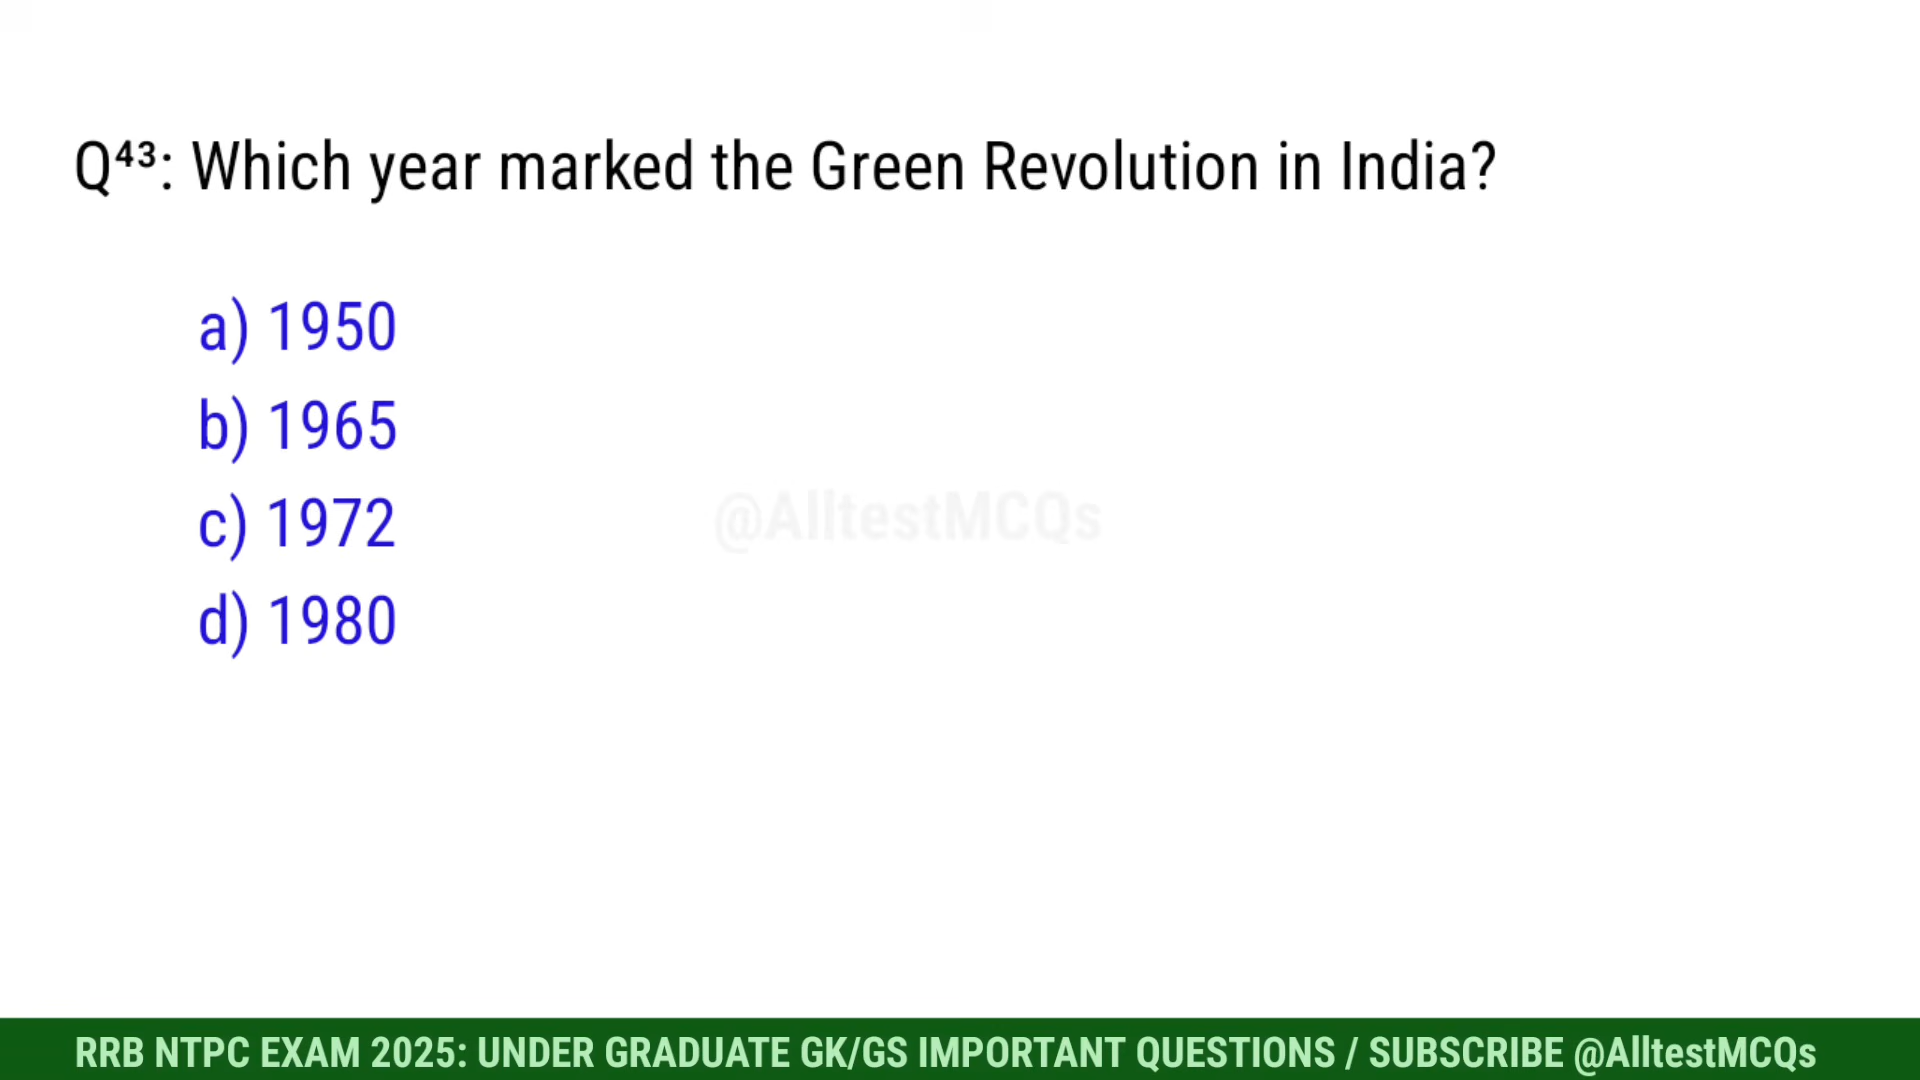 Q⁴³: Which year marked the Green Revolution in India?
a) 1950
b) 1965
c) 1972
d) 1980
@AlltestMCQs
RRB NTPC EXAM 2025: UNDER GRADUATE GK/GS IMPORTANT QUESTIONS / SUBSCRIBE @AlltestMCQs